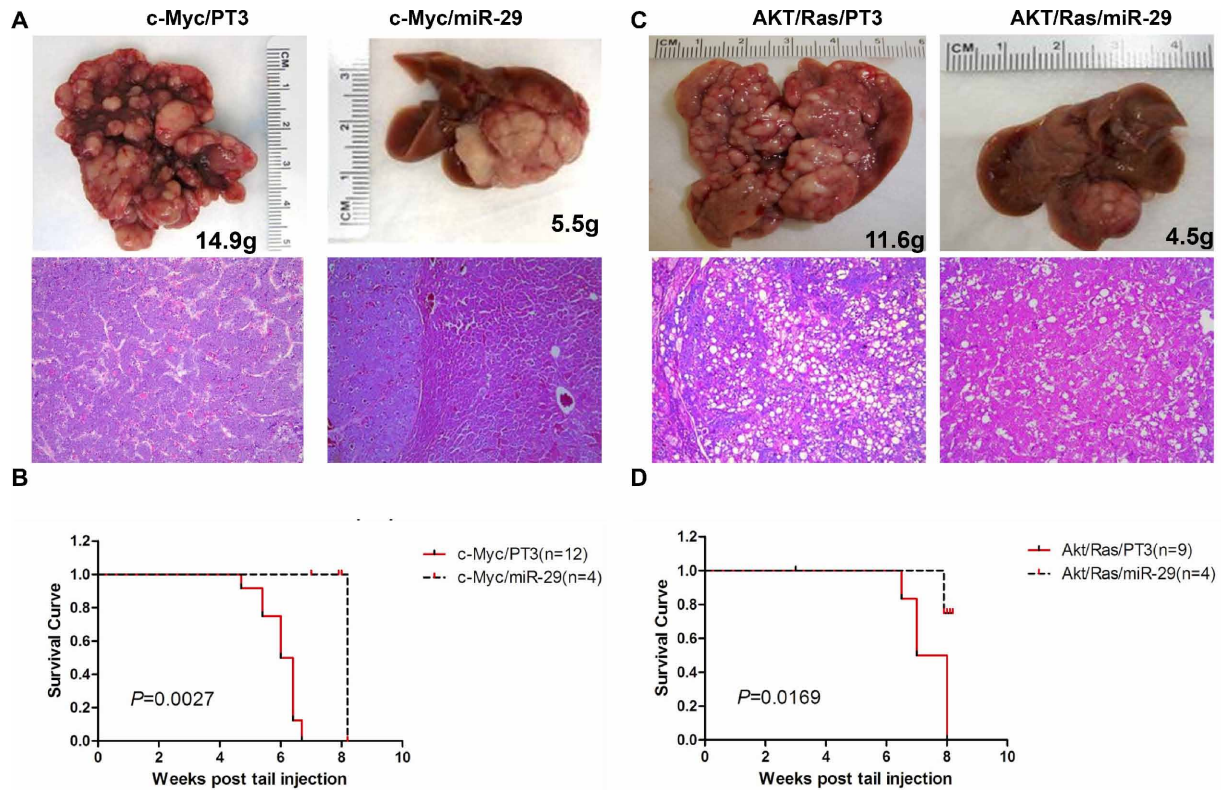 A
c-Myc/PT3
c-Myc/miR-29
C
AKT/Ras/PT3
AKT/Ras/miR-29
CM 1 2 3 4 5
CM 1 2 3
CM 1 2 3 4 5 6
CM 1 2 3 4
14.9g
5.5g
11.6g
4.5g
B
D
c-Myc/PT3(n=12)
c-Myc/miR-29(n=4)
Survival Curve
1.2
1.0
0.8
0.6
0.4
0.2
0.0
P=0.0027
0 2 4 6 8 10
Weeks post tail injection
Akt/Ras/PT3(n=9)
Akt/Ras/miR-29(n=4)
Survival Curve
1.2
1.0
0.8
0.6
0.4
0.2
0.0
P=0.0169
0 2 4 6 8 10
Weeks post tail injection